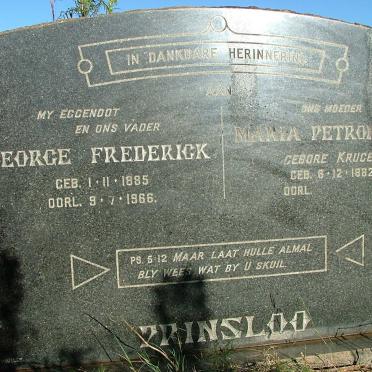 IN DANKBARE HERINNERING
AAN
MY EGGENOOT
EN ONS VADER
EORGE FREDERICK
GEB. 1·11·1885
OORL. 9·7·1966.
ONS MOEDER
MARIA PETRO
GEBORE KRUGE
GEB. 6·12·1882
OORL.
PS. 5:12 MAAR LAAT HULLE ALMAL
BLY WEES WAT BY U SKUIL.
PRINSLOO